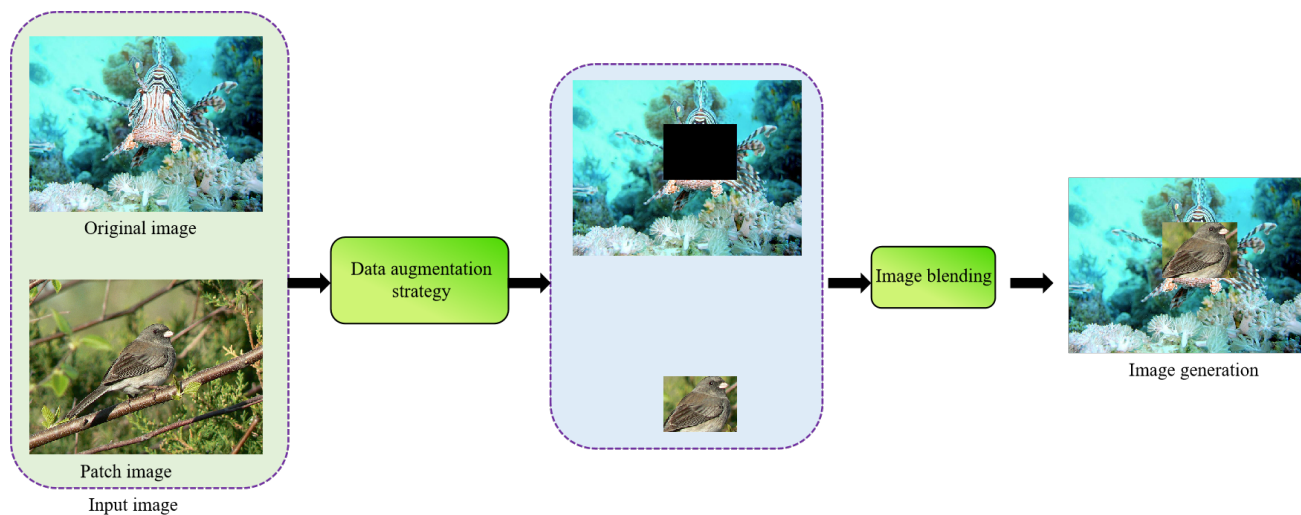 Original image
Patch image
Input image
Data augmentation
strategy
Image blending
Image generation